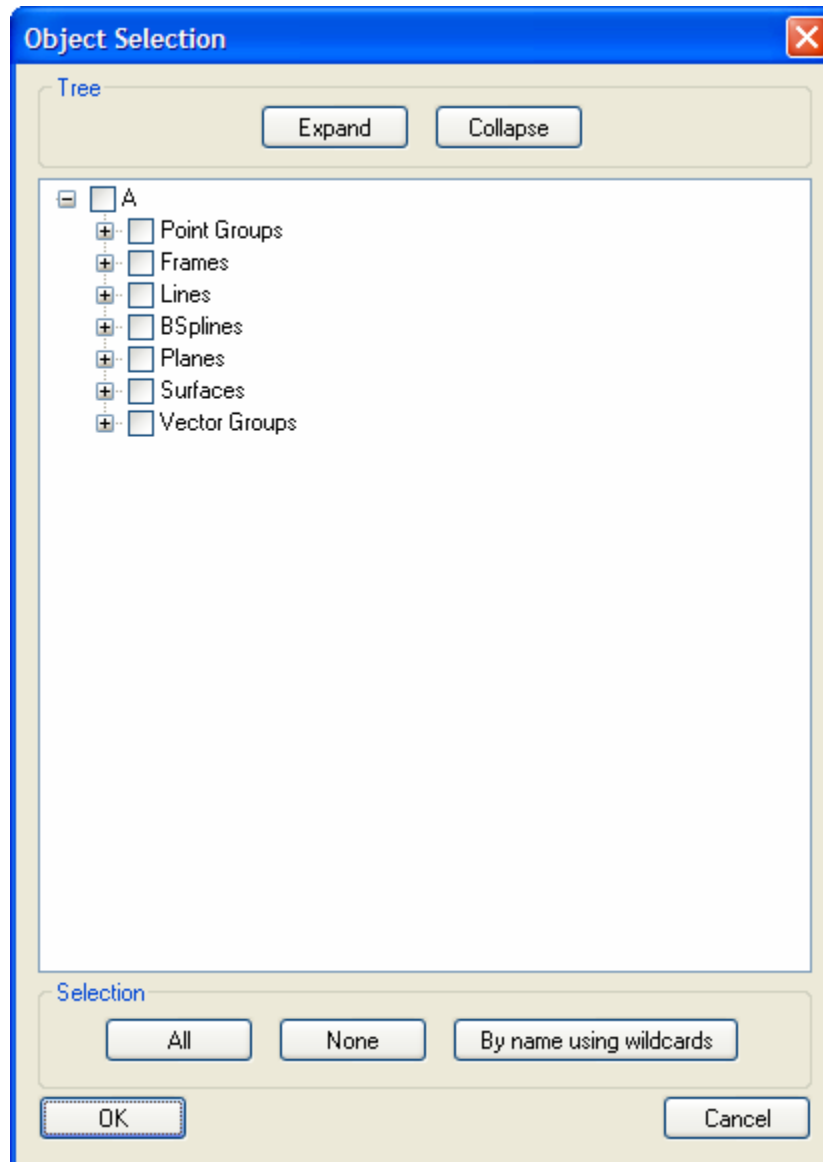 Object Selection
Tree
Expand Collapse
A
Point Groups
Frames
Lines
BSplines
Planes
Surfaces
Vector Groups
Selection
All None By name using wildcards
OK Cancel